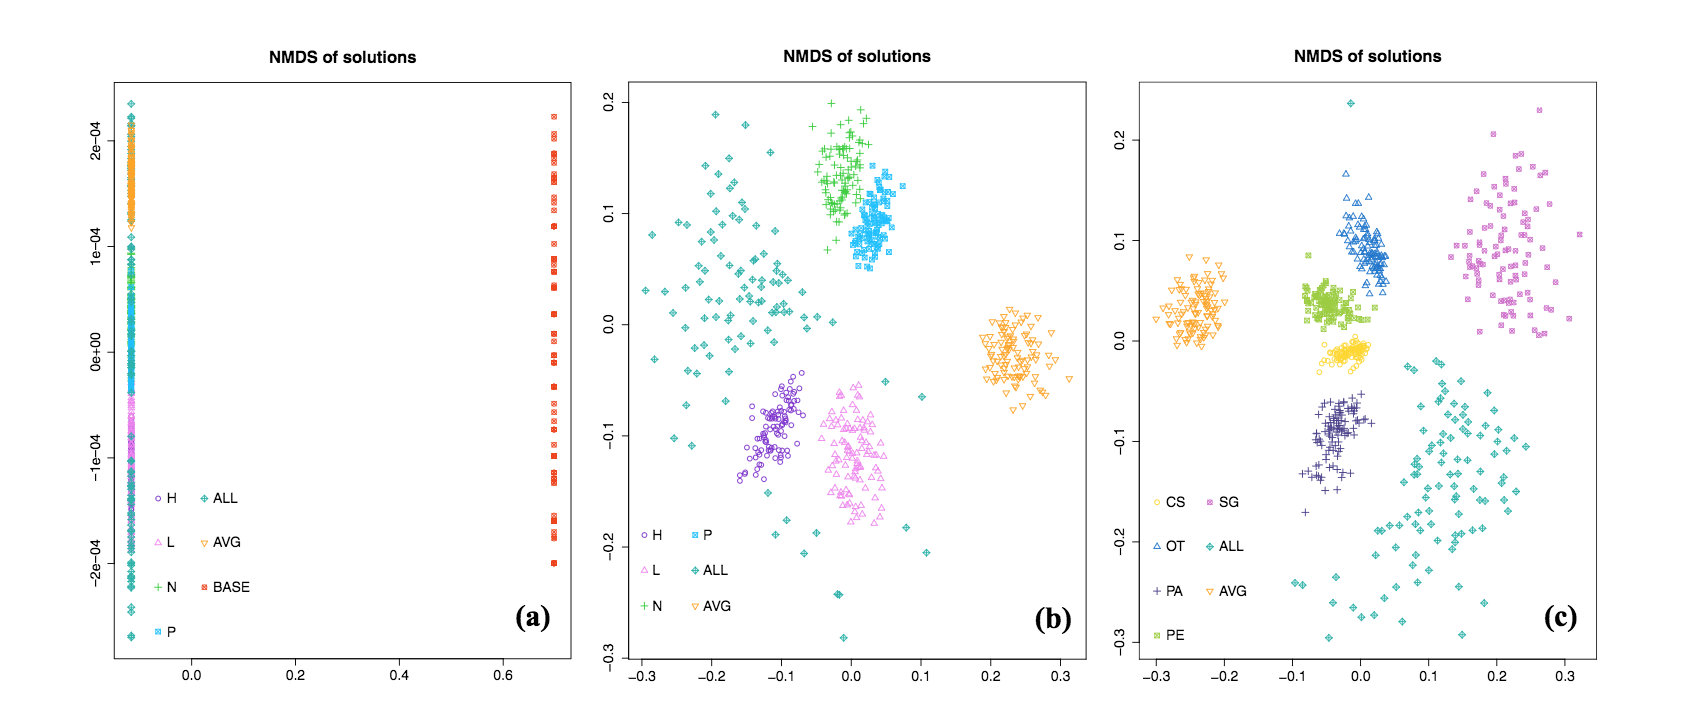 NMDS of solutions
2e−04
1e−04
0e+00
−1e−04
−2e−04
H ALL
L AVG
N BASE
P
(a)
0.0 0.2 0.4 0.6
NMDS of solutions
0.2
0.1
0.0
−0.1
−0.2
−0.3
H P
L ALL
N AVG
(b)
−0.3 −0.2 −0.1 0.0 0.1 0.2 0.3
NMDS of solutions
0.2
0.1
0.0
−0.1
−0.2
−0.3
CS SG
OT ALL
PA AVG
PE
(c)
−0.3 −0.2 −0.1 0.0 0.1 0.2 0.3